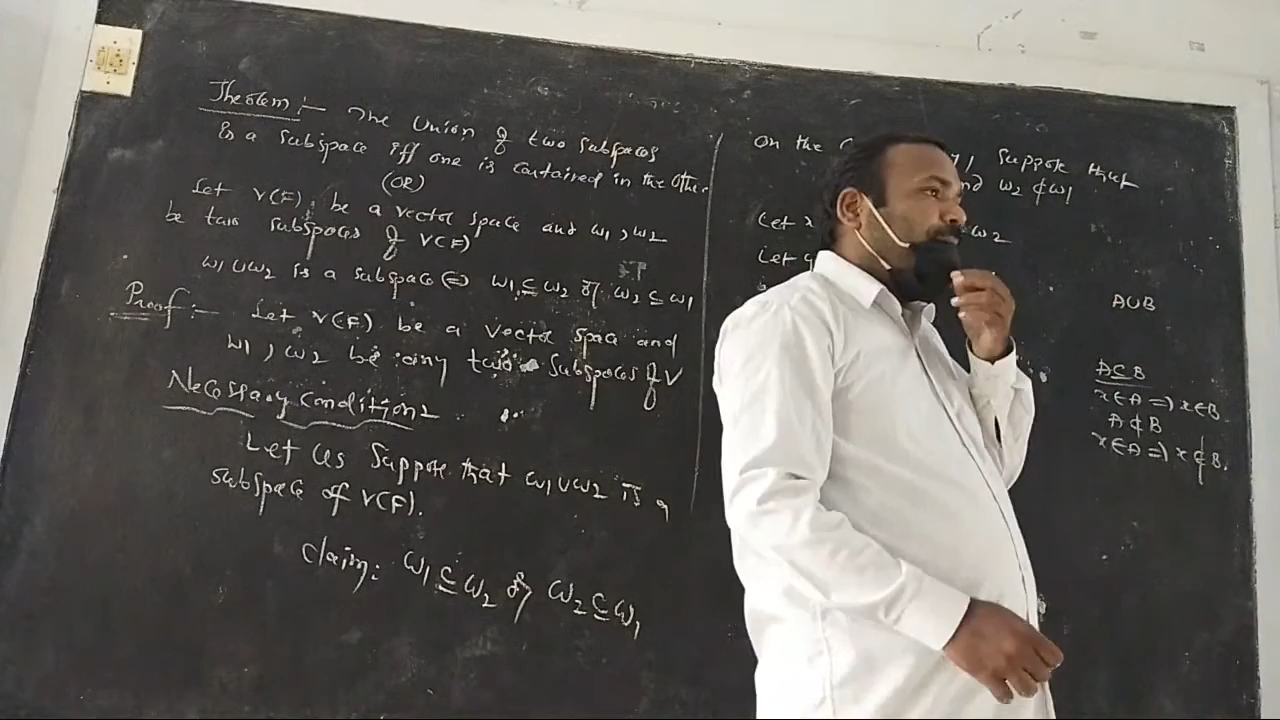 Theorem :- The Union of two subspaces
is a subspace iff one is contained in the other
(OR)
Let V(F) be a vector space and W1, W2
be two subspaces of V(F)
W1 ∪ W2 is a subspace ⇔ W1 ⊆ W2 or W2 ⊆ W1
Proof :- Let V(F) be a vector space and
W1, W2 be any two subspaces of V
Necessary Condition:
Let us suppose that W1 ∪ W2 is a
subspace of V(F).
Claim: W1 ⊆ W2 or W2 ⊆ W1
On the
suppose that
W2 ⊄ W1
Let x
W2
Let
A∪B
A⊂B
x∈A ⇒ x∈B
A⊄B
x∈A ⇒ x∉B.